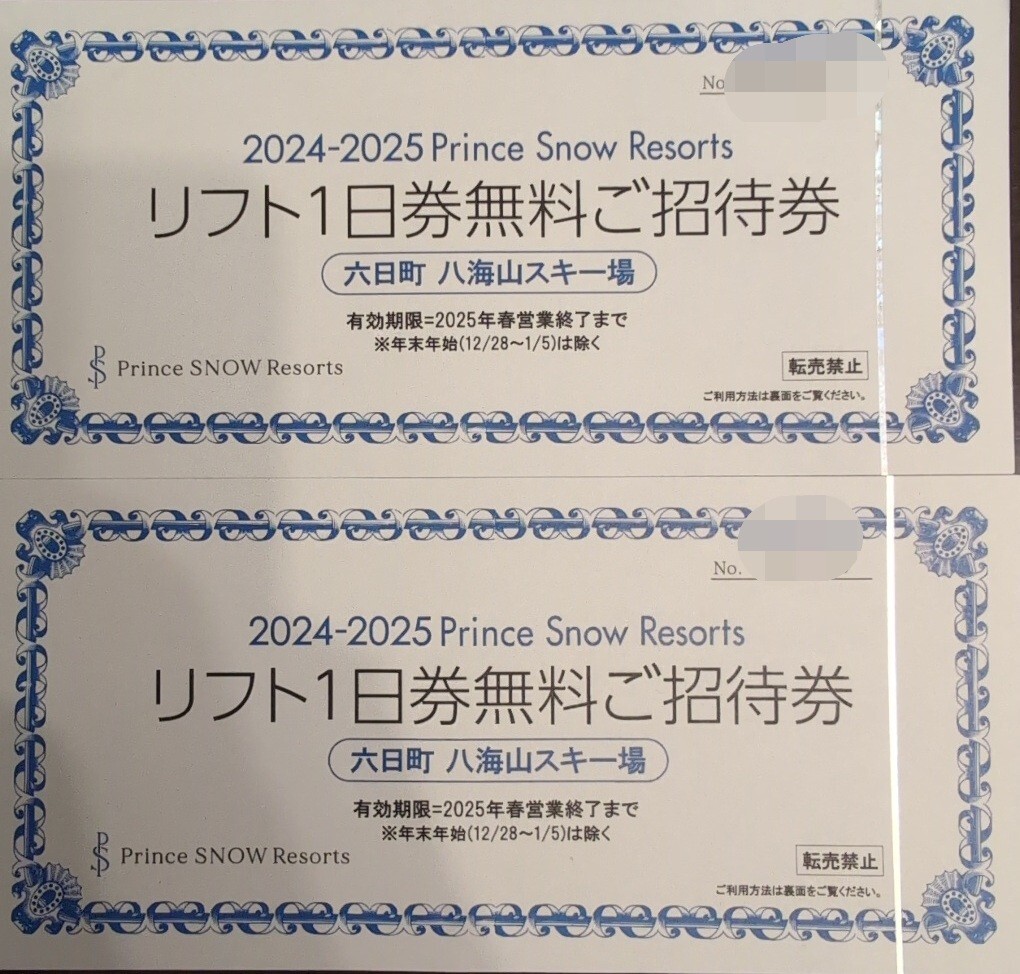 No
2024-2025 Prince Snow Resorts
リフト1日券無料ご招待券
六日町 八海山スキー場
有効期限=2025年春営業終了まで
※年末年始(12/28～1/5)は除く
Prince SNOW Resorts
転売禁止
ご利用方法は裏面をご覧ください。
No.
2024-2025 Prince Snow Resorts
リフト1日券無料ご招待券
六日町 八海山スキー場
有効期限=2025年春営業終了まで
※年末年始(12/28～1/5)は除く
Prince SNOW Resorts
転売禁止
ご利用方法は裏面をご覧ください。